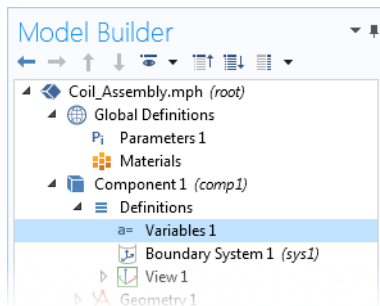 Model Builder
Coil_Assembly.mph (root)
Global Definitions
Pi Parameters 1
Materials
Component 1 (comp1)
Definitions
a= Variables 1
Boundary System 1 (sys1)
View 1
Geometry 1